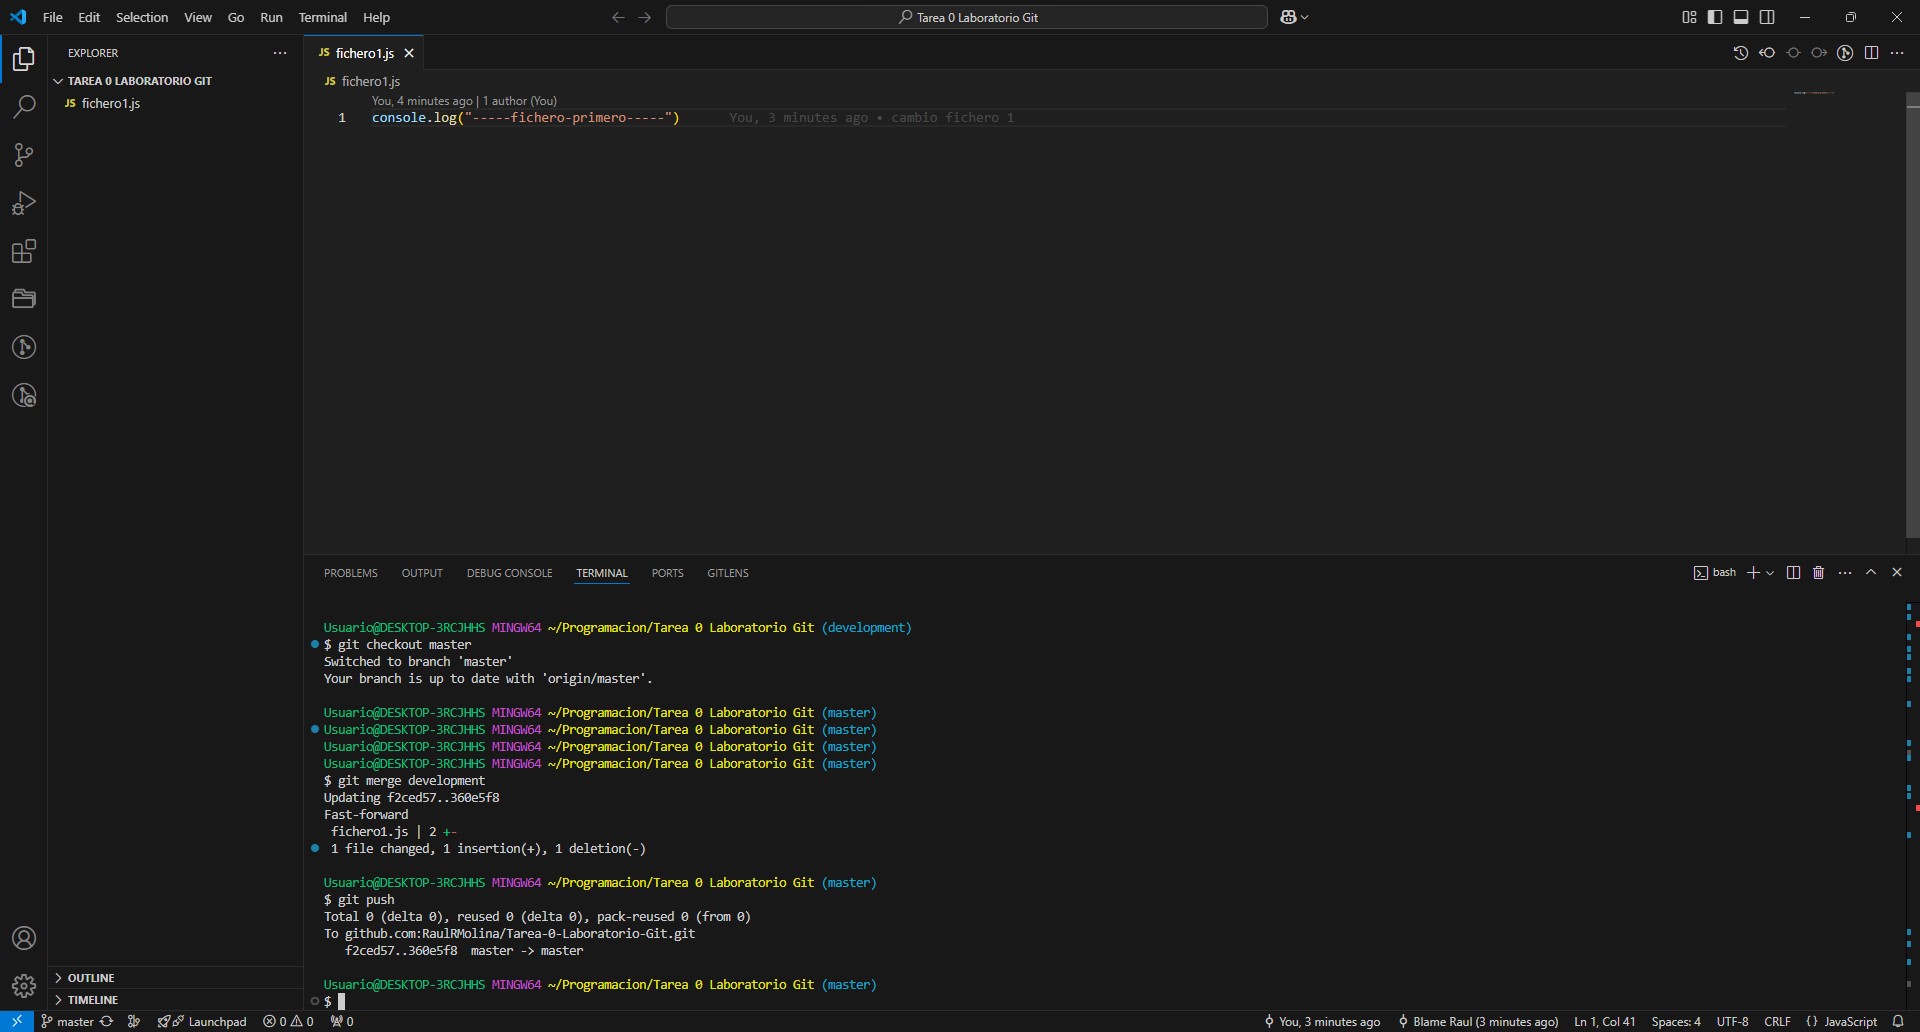 File Edit Selection View Go Run Terminal Help
Tarea 0 Laboratorio Git
EXPLORER
TAREA 0 LABORATORIO GIT
JS fichero1.js
OUTLINE
TIMELINE
JS fichero1.js
JS fichero1.js
You, 4 minutes ago | 1 author (You)
1 console.log("-----fichero-primero-----") You, 3 minutes ago • cambio fichero 1
PROBLEMS OUTPUT DEBUG CONSOLE TERMINAL PORTS GITLENS
bash
Usuario@DESKTOP-3RCJHHS MINGW64 ~/Programacion/Tarea 0 Laboratorio Git (development)
$ git checkout master
Switched to branch 'master'
Your branch is up to date with 'origin/master'.
Usuario@DESKTOP-3RCJHHS MINGW64 ~/Programacion/Tarea 0 Laboratorio Git (master)
Usuario@DESKTOP-3RCJHHS MINGW64 ~/Programacion/Tarea 0 Laboratorio Git (master)
Usuario@DESKTOP-3RCJHHS MINGW64 ~/Programacion/Tarea 0 Laboratorio Git (master)
Usuario@DESKTOP-3RCJHHS MINGW64 ~/Programacion/Tarea 0 Laboratorio Git (master)
$ git merge development
Updating f2ced57..360e5f8
Fast-forward
fichero1.js | 2 +-
1 file changed, 1 insertion(+), 1 deletion(-)
Usuario@DESKTOP-3RCJHHS MINGW64 ~/Programacion/Tarea 0 Laboratorio Git (master)
$ git push
Total 0 (delta 0), reused 0 (delta 0), pack-reused 0 (from 0)
To github.com:RaulRMolina/Tarea-0-Laboratorio-Git.git
f2ced57..360e5f8  master -> master
Usuario@DESKTOP-3RCJHHS MINGW64 ~/Programacion/Tarea 0 Laboratorio Git (master)
$
master Launchpad 0 0 0 You, 3 minutes ago Blame Raul (3 minutes ago) Ln 1, Col 41 Spaces: 4 UTF-8 CRLF {} JavaScript